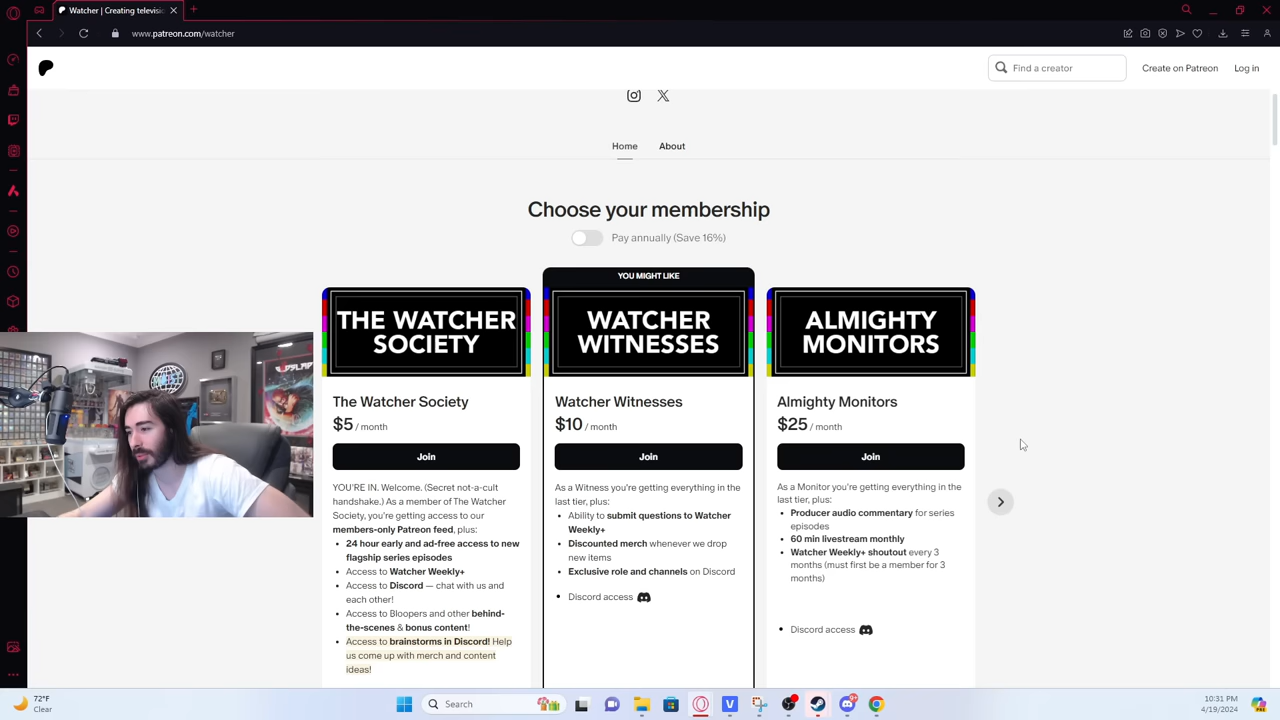 Watcher | Creating televisi
www.patreon.com/watcher
Find a creator
Create on Patreon
Log in
Home
About
Choose your membership
Pay annually (Save 16%)
YOU MIGHT LIKE
THE WATCHER
SOCIETY
The Watcher Society
$5 / month
Join
YOU'RE IN. Welcome. (Secret not-a-cult
handshake.) As a member of The Watcher
Society, you're getting access to our
members-only Patreon feed, plus:
• 24 hour early and ad-free access to new
flagship series episodes
• Access to Watcher Weekly+
• Access to Discord — chat with us and
each other!
• Access to Bloopers and other behind-
the-scenes & bonus content!
• Access to brainstorms in Discord! Help
us come up with merch and content
ideas!
WATCHER
WITNESSES
Watcher Witnesses
$10 / month
Join
As a Witness you're getting everything in the
last tier, plus:
• Ability to submit questions to Watcher
Weekly+
• Discounted merch whenever we drop
new items
• Exclusive role and channels on Discord
• Discord access
ALMIGHTY
MONITORS
Almighty Monitors
$25 / month
Join
As a Monitor you're getting everything in the
last tier, plus:
• Producer audio commentary for series
episodes
• 60 min livestream monthly
• Watcher Weekly+ shoutout every 3
months (must first be a member for 3
months)
• Discord access
72°F
Clear
Search
10:31 PM
4/19/2024